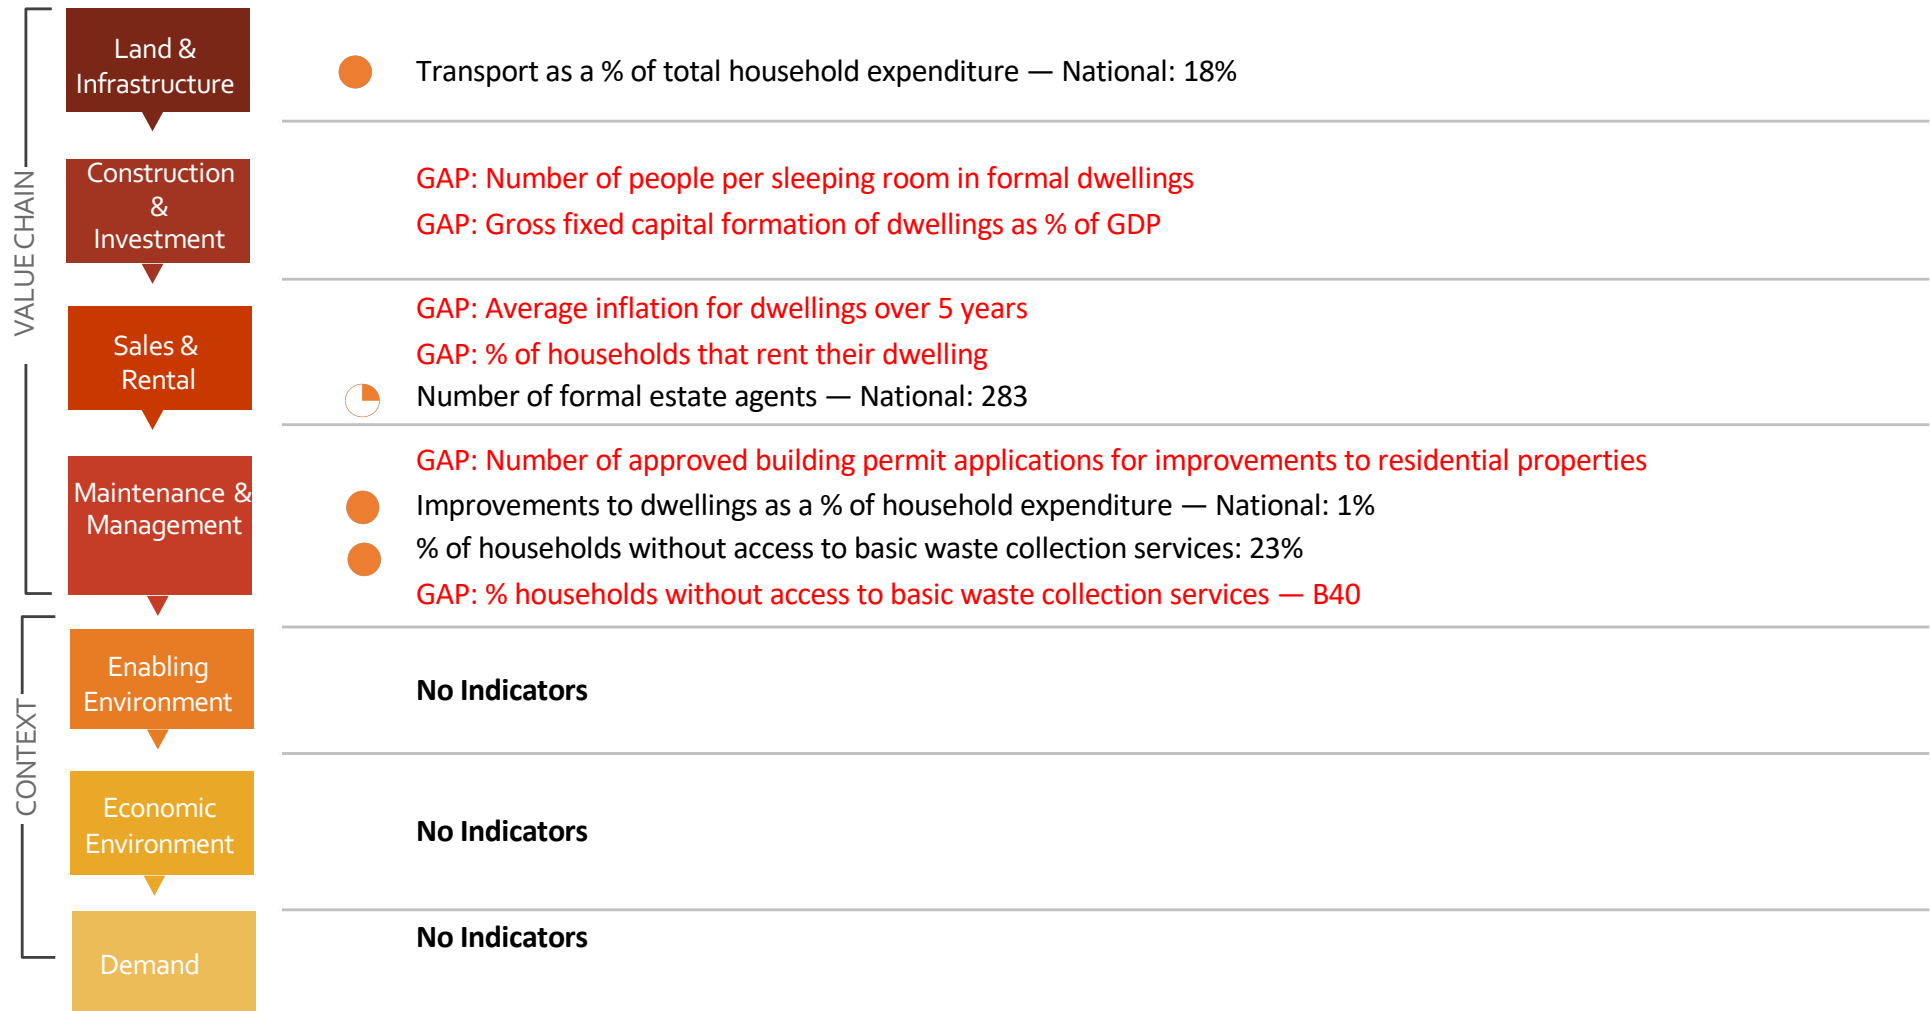 VALUE CHAIN
Land &
Infrastructure
Transport as a % of total household expenditure — National: 18%
Construction
&
Investment
GAP: Number of people per sleeping room in formal dwellings
GAP: Gross fixed capital formation of dwellings as % of GDP
Sales &
Rental
GAP: Average inflation for dwellings over 5 years
GAP: % of households that rent their dwelling
Number of formal estate agents — National: 283
Maintenance &
Management
GAP: Number of approved building permit applications for improvements to residential properties
Improvements to dwellings as a % of household expenditure — National: 1%
% of households without access to basic waste collection services: 23%
GAP: % households without access to basic waste collection services — B40
CONTEXT
Enabling
Environment
No Indicators
Economic
Environment
No Indicators
Demand
No Indicators